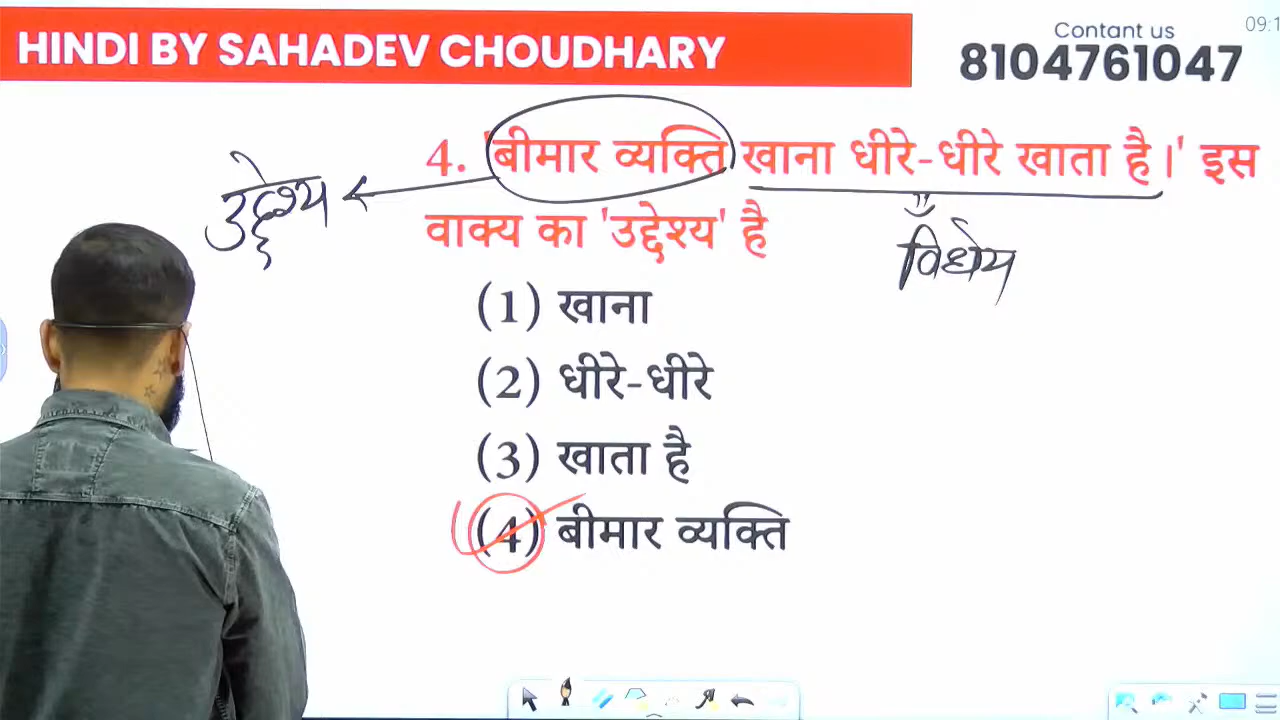 HINDI BY SAHADEV CHOUDHARY
Contant us
8104761047
09:1
4. 'बीमार व्यक्ति खाना धीरे-धीरे खाता है।' इस
वाक्य का 'उद्देश्य' है
उद्देश्य
विधेय
(1) खाना
(2) धीरे-धीरे
(3) खाता है
(4) बीमार व्यक्ति